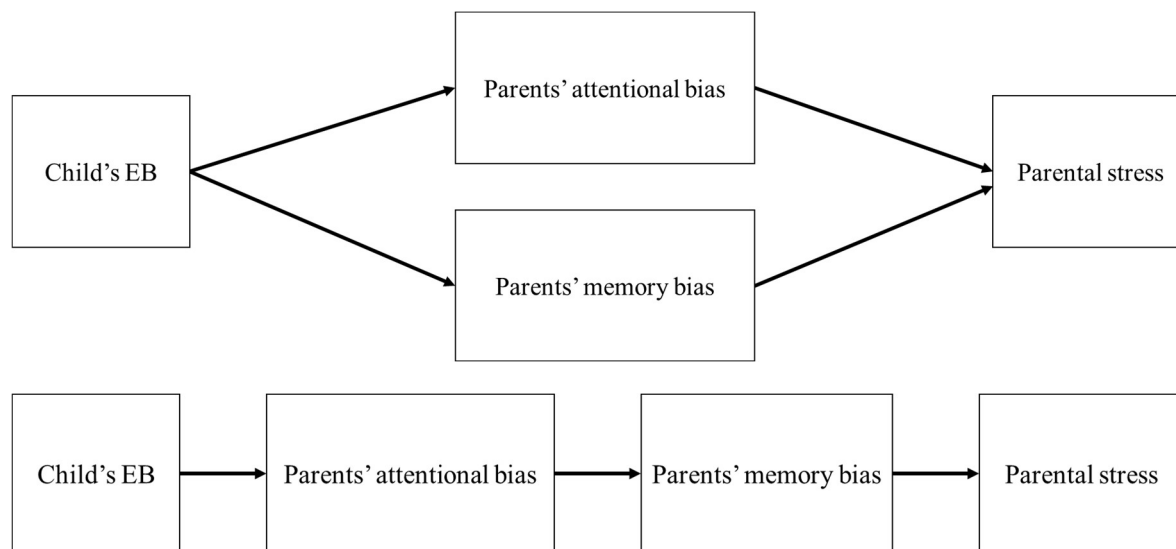 Parents’ attentional bias
Child’s EB
Parental stress
Parents’ memory bias
Child’s EB
Parents’ attentional bias
Parents’ memory bias
Parental stress